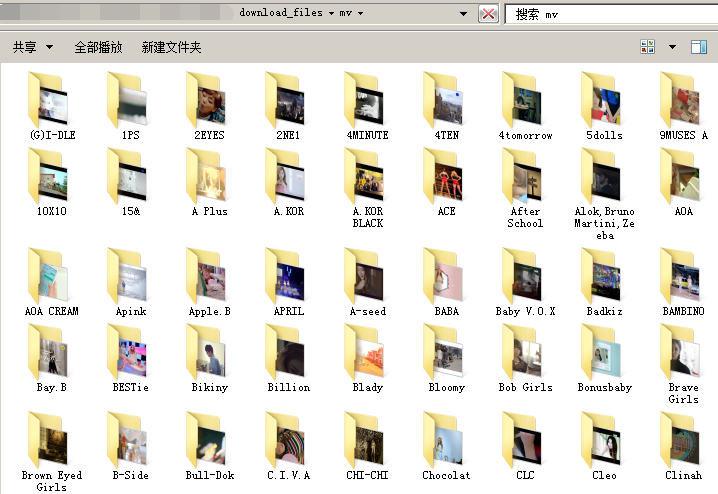 download_files mv
搜索 mv
共享 全部播放 新建文件夹
(G)I-DLE 1PS 2EYES 2NE1 4MINUTE 4TEN 4tomorrow 5dolls 9MUSES A
10X10 15& A Plus A.KOR A.KOR BLACK ACE After School Alok,Bruno Martini,Zeeba AOA
AOA CREAM Apink Apple.B APRIL A-seed BABA Baby V.O.X Badkiz BAMBINO
Bay.B BESTie Bikiny Billion Blady Bloomy Bob Girls Bonusbaby Brave Girls
Brown Eyed Girls B-Side Bull-Dok C.I.V.A CHI-CHI Chocolat CLC Cleo Clinah